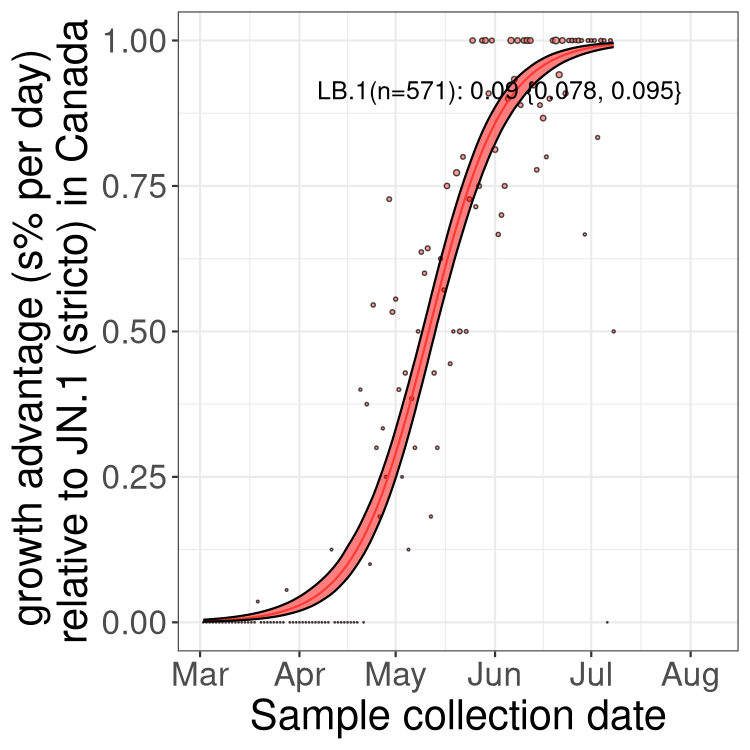 growth advantage (s% per day)
relative to JN.1 (stricto) in Canada
1.00
0.75
0.50
0.25
0.00
LB.1(n=571): 0.09 {0.078, 0.095}
Mar Apr May Jun Jul Aug
Sample collection date